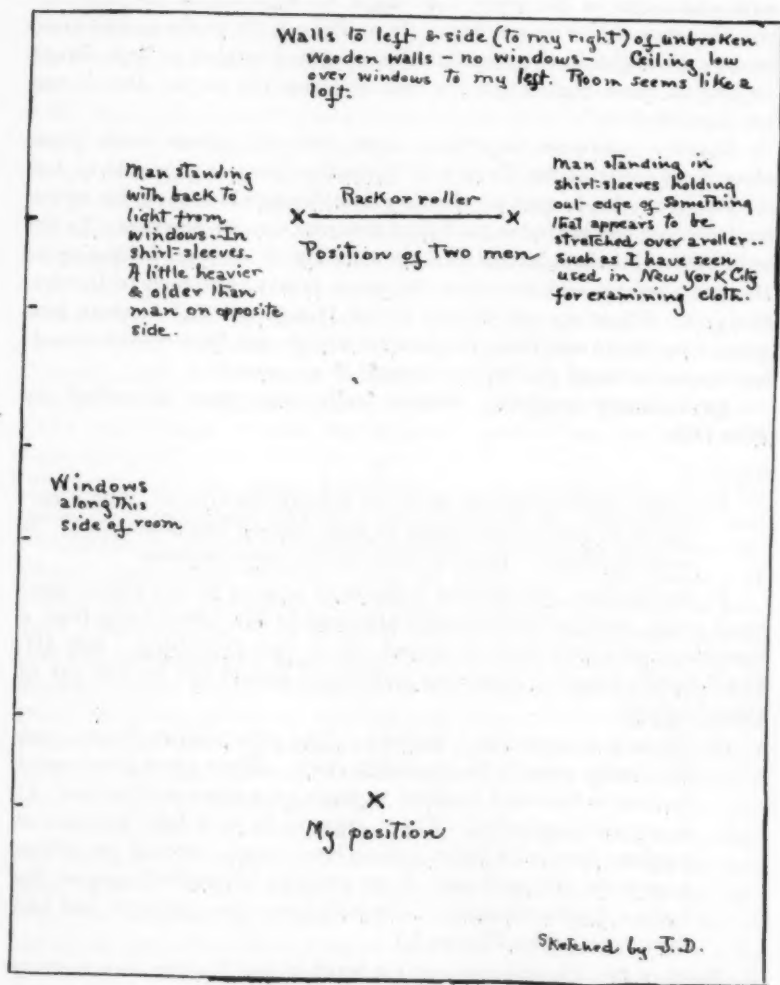 Walls to left & side (to my right) of unbroken
wooden walls – no windows – Ceiling low
over windows to my left. Room seems like a
loft.
Man standing
with back to
light from
windows. In
shirt-sleeves.
A little heavier
& older than
man on opposite
side.
Rack or roller
Position of Two men
Man standing in
shirt-sleeves holding
out edge of something
that appears to be
stretched over a roller..
Such as I have seen
used in New York City
for examining cloth.
Windows
along this
side of room
My position
Sketched by J.D.